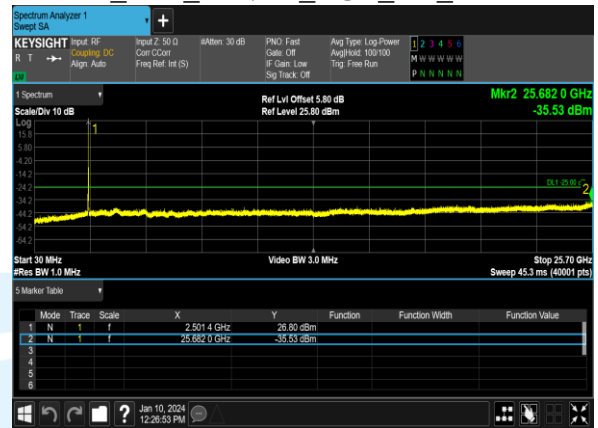 Spectrum Analyzer 1
Swept SA
+
KEYSIGHT Input: RF Input Z: 50 Ω #Atten: 30 dB PNO: Fast Avg Type: Log-Power 1 2 3 4 5 6
R T Coupling: DC Corr CCorr Gate: Off Avg|Hold: 100/100 M W W W W W
Align: Auto Freq Ref: Int (S) IF Gain: Low Trig: Free Run
Sig Track: Off P N N N N N
1 Spectrum Ref Lvl Offset 5.80 dB Mkr2 25.682 0 GHz
Scale/Div 10 dB Ref Level 25.80 dBm -35.53 dBm
Log
1
15.8
5.80
-4.20
-14.2
-24.2
2
-34.2
-44.2
-54.2
-64.2
Start 30 MHz Video BW 3.0 MHz Stop 25.70 GHz
#Res BW 1.0 MHz Sweep 45.3 ms (40001 pts)
5 Marker Table
Mode Trace Scale X Y Function Function Width Function Value
1 N 1 f 2.501 4 GHz 26.80 dBm
2 N 1 f 25.682 0 GHz -35.53 dBm
3
4
5
6
? Jan 10, 2024
12:26:53 PM